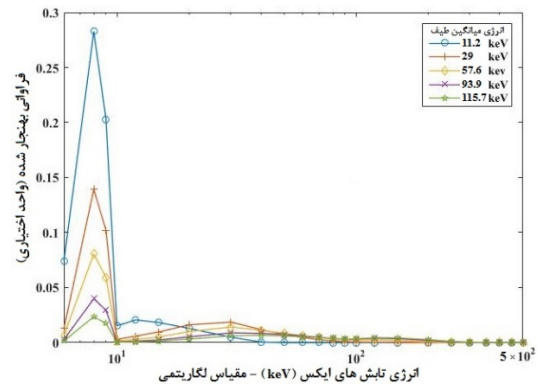 0.3
0.25
0.2
0.15
0.1
0.05
0
فراوانی بهنجار شده (واحد اختیاری)
انرژی میانگین طیف
11.2 keV
29 keV
57.6 kev
93.9 keV
115.7 keV
10¹ 10² 5 × 10²
انرژی تابش های ایکس (keV) - مقیاس لگاریتمی